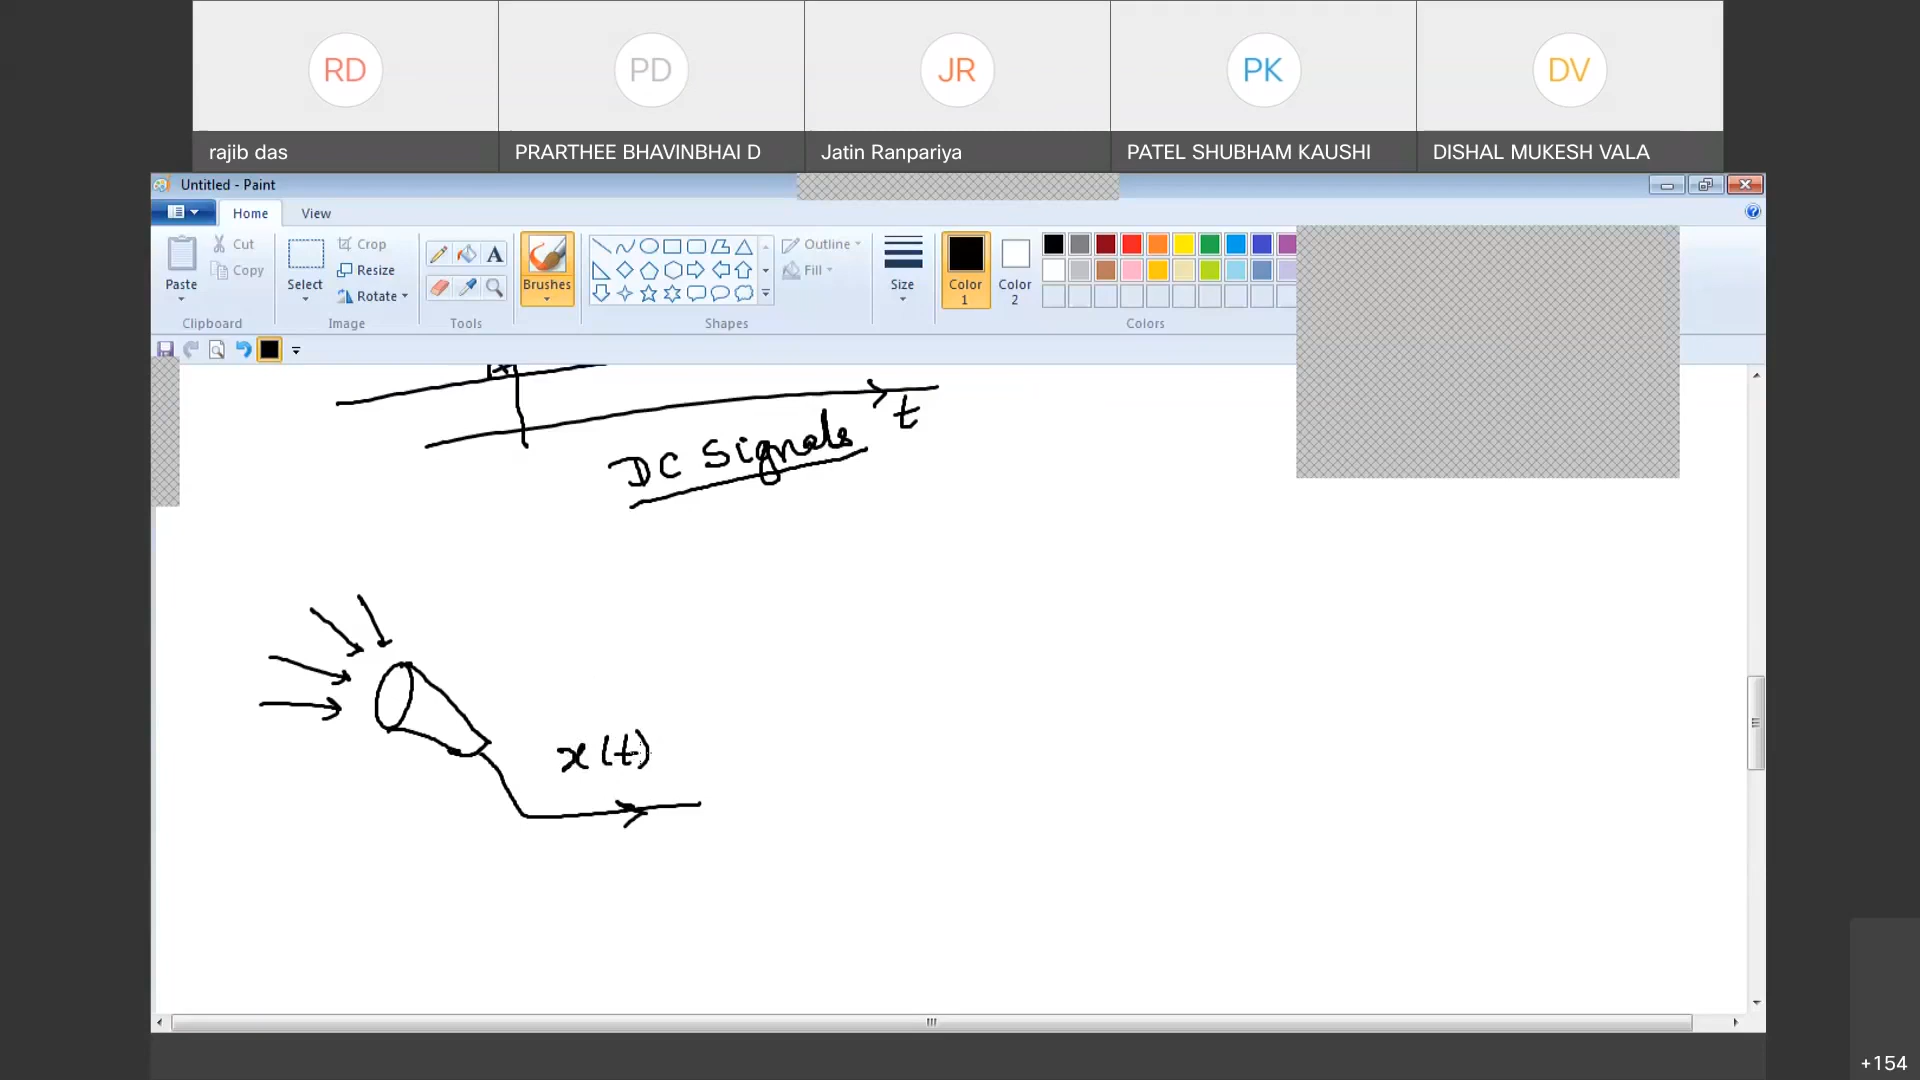 RD
PD
JR
PK
DV
rajib das
PRARTHEE BHAVINBHAI D
Jatin Ranpariya
PATEL SHUBHAM KAUSHI
DISHAL MUKESH VALA
Untitled - Paint
Home
View
Paste
Cut
Copy
Clipboard
Select
Crop
Resize
Rotate
Image
A
Tools
Brushes
Shapes
Outline
Fill
Size
Color 1
Color 2
Colors
t
DC Signals
x(t)
+154